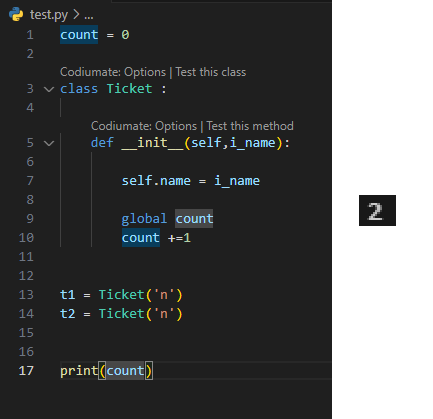 test.py > ...
1 count = 0
2
Codiumate: Options | Test this class
3 class Ticket :
4
Codiumate: Options | Test this method
5 def __init__(self,i_name):
6
7 self.name = i_name
8
9 global count
10 count +=1
11
12
13 t1 = Ticket('n')
14 t2 = Ticket('n')
15
16
17 print(count)
2